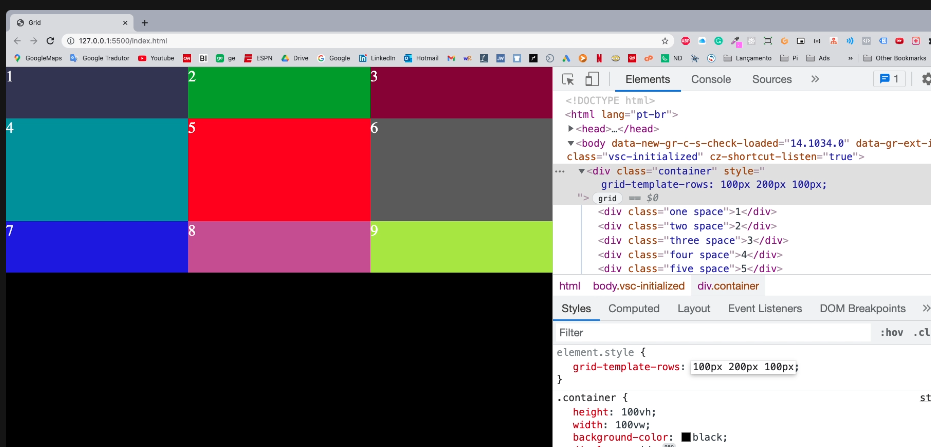 Grid
127.0.0.1:5500/index.html
GoogleMaps Google Tradutor YouTube BI ge ESPN Drive Google LinkedIn Hotmail ND Lançamento Pi Ads » Other Bookmarks
1 2 3
4 5 6
7 8 9
Elements Console Sources » 1
<!DOCTYPE html>
<html lang="pt-br">
<head>…</head>
<body data-new-gr-c-s-check-loaded="14.1034.0" data-gr-ext-i
class="vsc-initialized" cz-shortcut-listen="true">
<div class="container" style="
grid-template-rows: 100px 200px 100px;
"> grid == $0
<div class="one space">1</div>
<div class="two space">2</div>
<div class="three space">3</div>
<div class="four space">4</div>
<div class="five space">5</div>
html body.vsc-initialized div.container
Styles Computed Layout Event Listeners DOM Breakpoints »
Filter :hov .cl
element.style {
grid-template-rows: 100px 200px 100px;
}
.container { st
height: 100vh;
width: 100vw;
background-color: black;